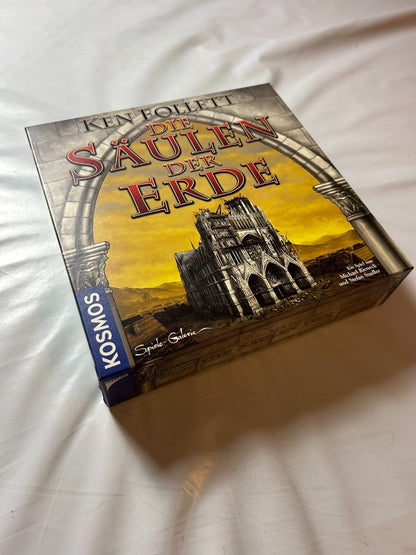 KEN FOLLETT
DIE
SÄULEN
DER
ERDE
Ein Spiel von
Michael Rieneck
und Stefan Stadler
Spiele-Galerie
KOSMOS